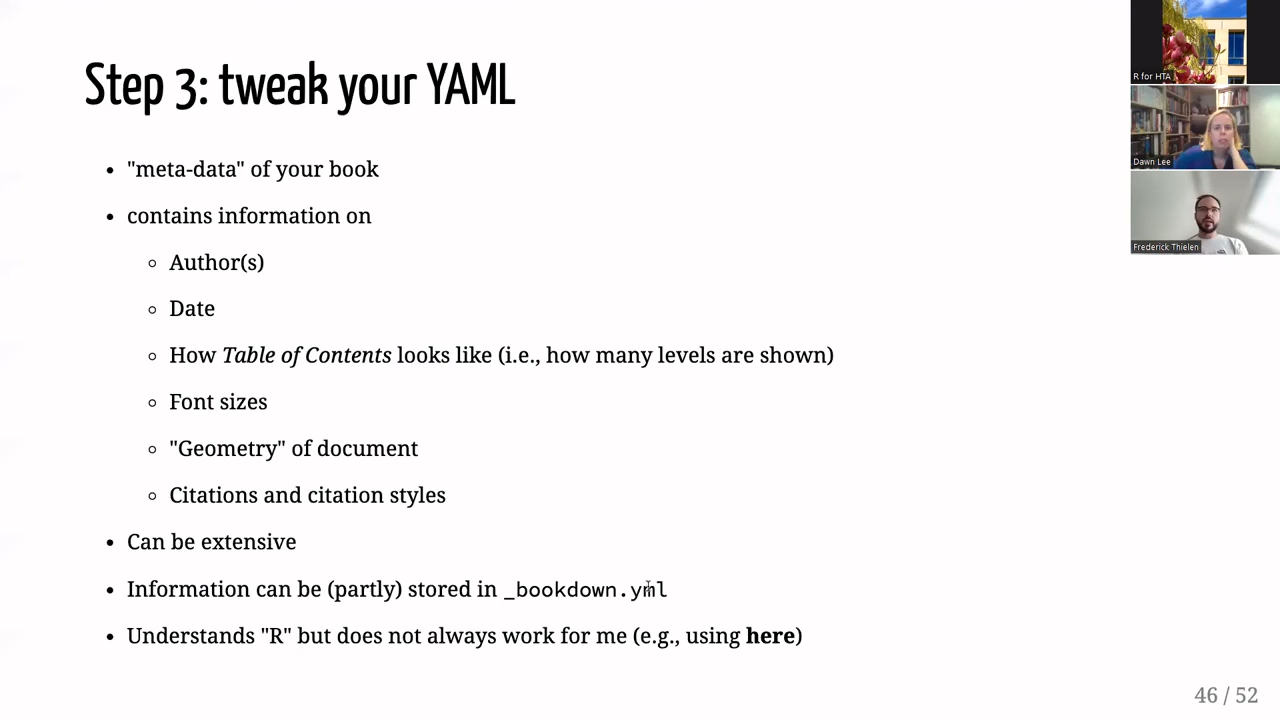 Step 3: tweak your YAML
"meta-data" of your book
contains information on
Author(s)
Date
How Table of Contents looks like (i.e., how many levels are shown)
Font sizes
"Geometry" of document
Citations and citation styles
Can be extensive
Information can be (partly) stored in _bookdown.yml
Understands "R" but does not always work for me (e.g., using here)
46 / 52
R for HTA
Dawn Lee
Frederick Thielen